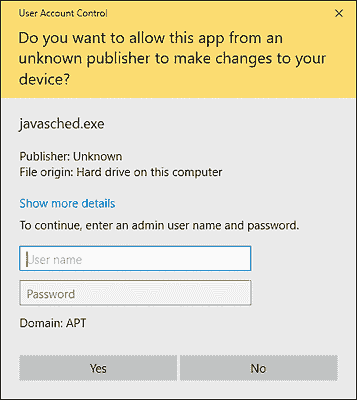 User Account Control
Do you want to allow this app from an
unknown publisher to make changes to your
device?
javasched.exe
Publisher: Unknown
File origin: Hard drive on this computer
Show more details
To continue, enter an admin user name and password.
User name
Password
Domain: APT
Yes
No